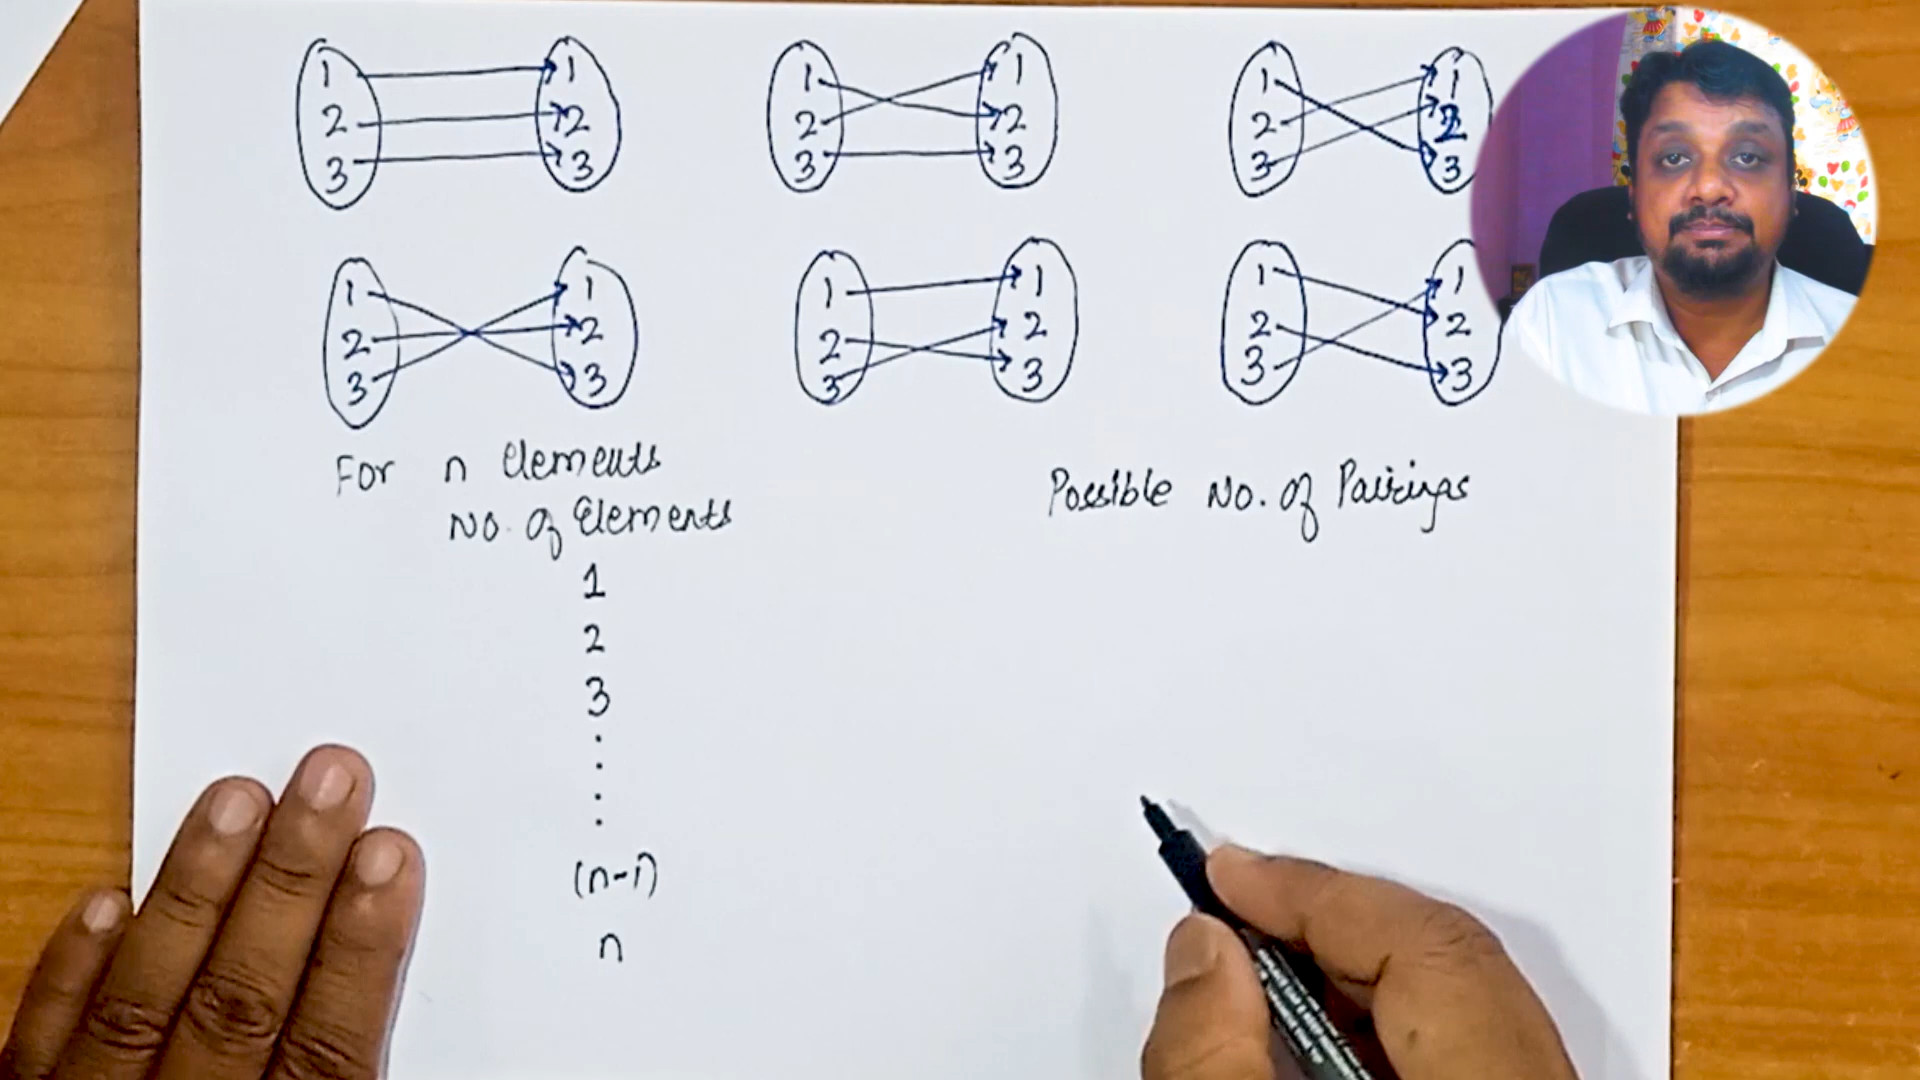 1 1 1 1 1 1
2 2 2 2 2 2
3 3 3 3 3 3
1 1 1 1 1 1
2 2 2 2 2 2
3 3 3 3 3 3
For n Elements
No. of Elements Possible No. of Pairings
1
2
3
(n-1)
n